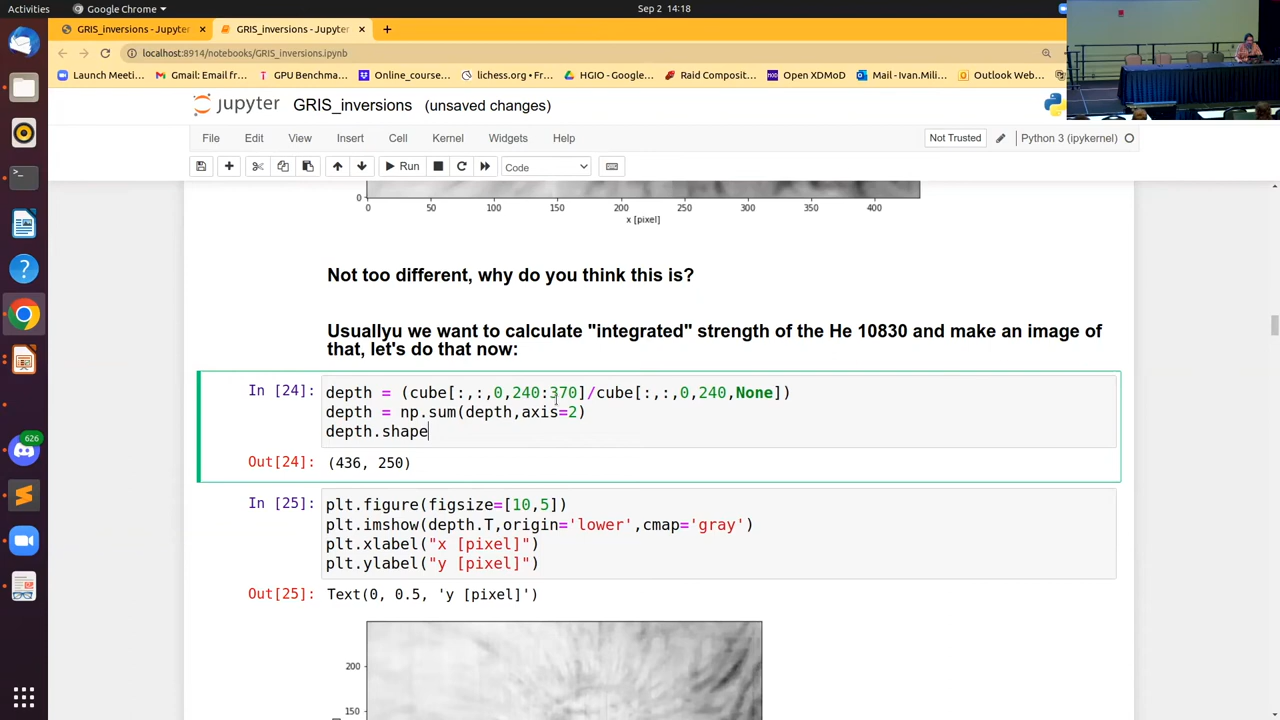 Activities
Google Chrome
Sep 2 14:18
GRIS_inversions - Jupyter
GRIS_inversions - Jupyter
localhost:8914/notebooks/GRIS_inversions.ipynb
Launch Meeti...
Gmail: Email fr...
GPU Benchma...
Online_course...
lichess.org • Fr...
HGIO - Google...
Raid Composit...
MOD
Open XDMoD
Mail - Ivan.Mili...
Outlook Web...
jupyter
GRIS_inversions
(unsaved changes)
File
Edit
View
Insert
Cell
Kernel
Widgets
Help
Not Trusted
Python 3 (ipykernel)
Run
Code
0
0 50 100 150 200 250 300 350 400
x [pixel]
Not too different, why do you think this is?
Usuallyu we want to calculate "integrated" strength of the He 10830 and make an image of
that, let's do that now:
In [24]:
depth = (cube[:,:,0,240:370]/cube[:,:,0,240,None])
depth = np.sum(depth,axis=2)
depth.shape
Out[24]:
(436, 250)
In [25]:
plt.figure(figsize=[10,5])
plt.imshow(depth.T,origin='lower',cmap='gray')
plt.xlabel("x [pixel]")
plt.ylabel("y [pixel]")
Out[25]:
Text(0, 0.5, 'y [pixel]')
200
150
626